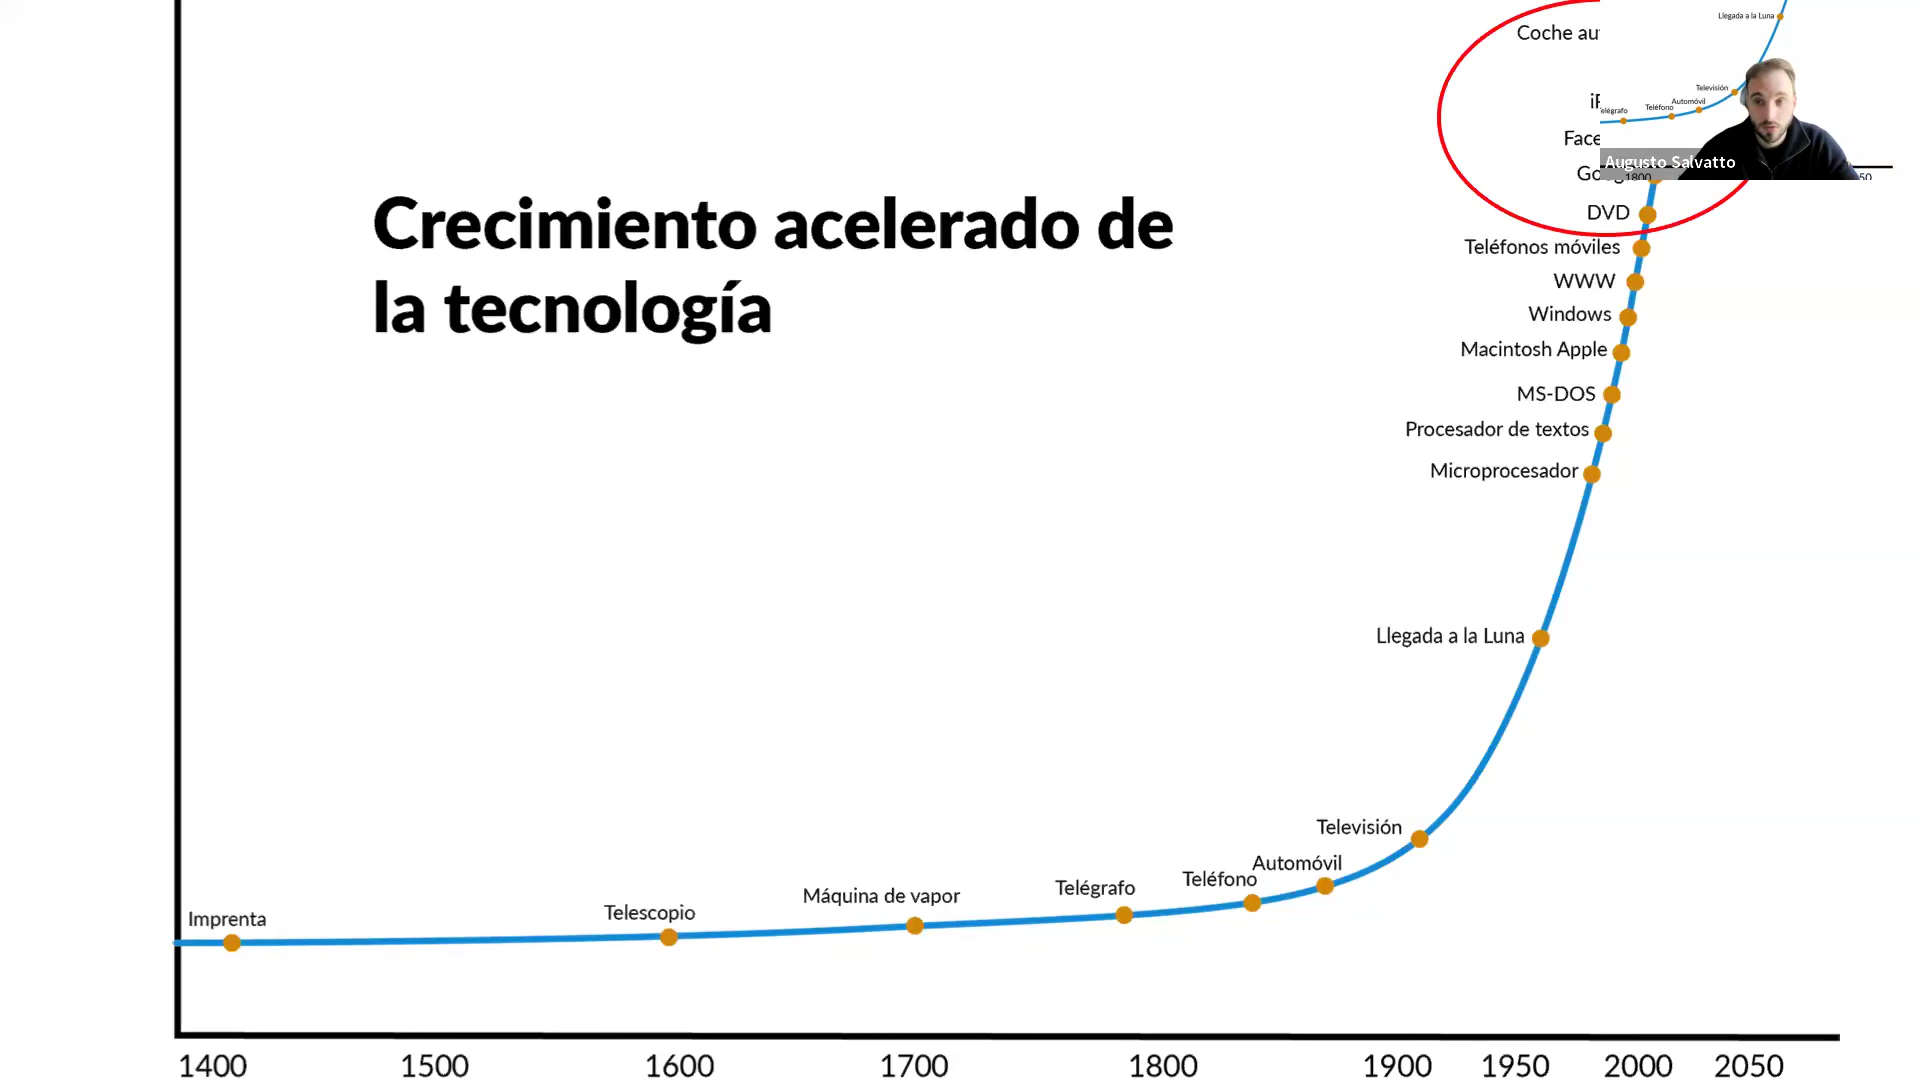 Crecimiento acelerado de
la tecnología
Coche
DVD
Teléfonos móviles
WWW
Windows
Macintosh Apple
MS-DOS
Procesador de textos
Microprocesador
Llegada a la Luna
Televisión
Automóvil
Teléfono
Telégrafo
Máquina de vapor
Telescopio
Imprenta
1400 1500 1600 1700 1800 1900 1950 2000 2050
Llegada a la Luna
Televisión
Automóvil
Teléfono
Augusto Salvatto
1800